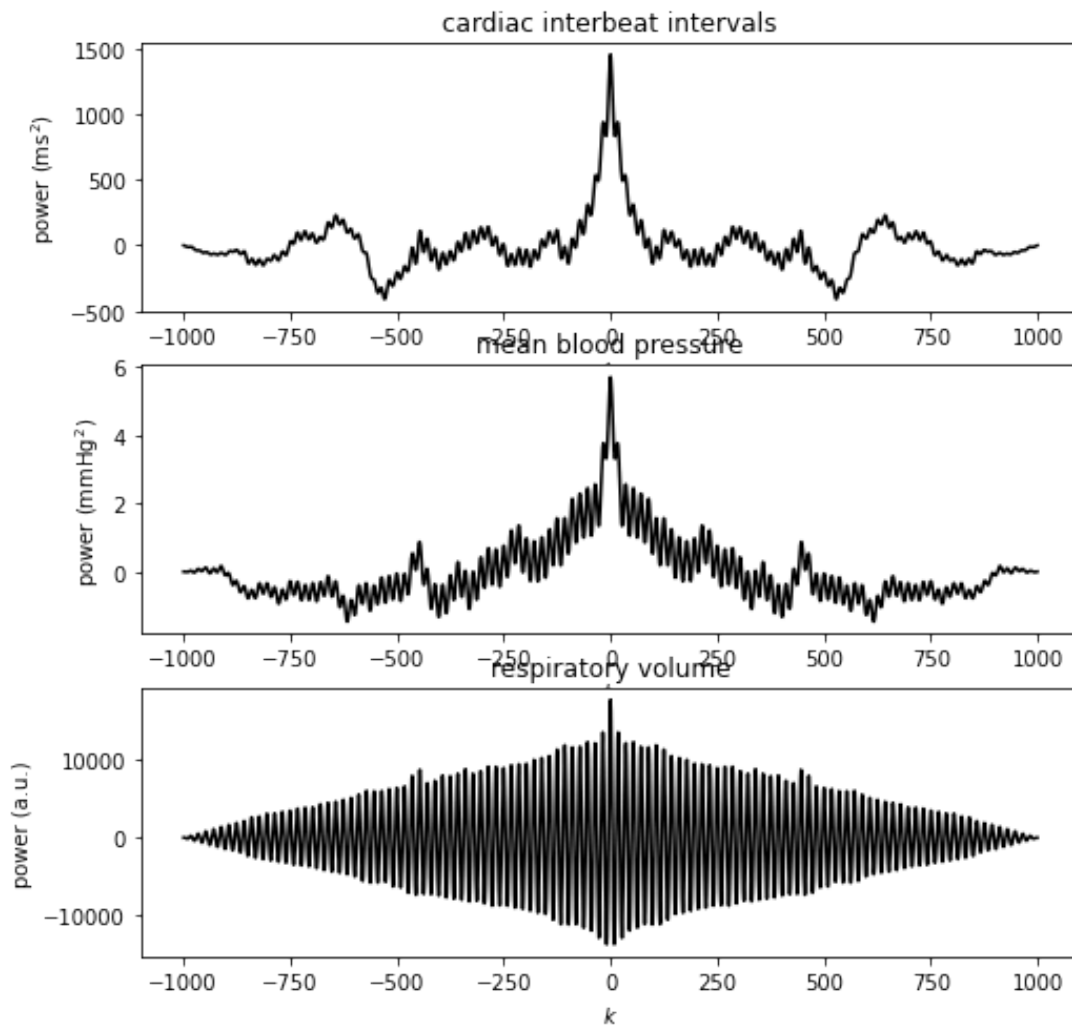 cardiac interbeat intervals
1500
1000
500
0
−500
power (ms²)
−1000 −750 −500 −250 0 250 500 750 1000
mean blood pressure
6
4
2
0
power (mmHg²)
−1000 −750 −500 −250 0 250 500 750 1000
respiratory volume
10000
0
−10000
power (a.u.)
−1000 −750 −500 −250 0 250 500 750 1000
k